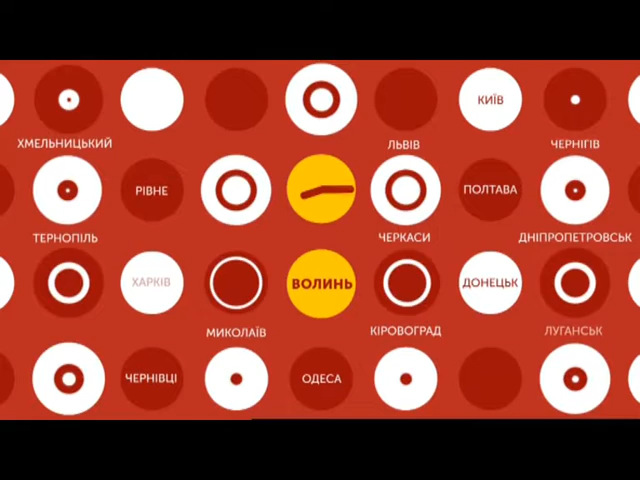 КИЇВ
ХМЕЛЬНИЦЬКИЙ
ЛЬВІВ
ЧЕРНІГІВ
РІВНЕ
ПОЛТАВА
ТЕРНОПІЛЬ
ЧЕРКАСИ
ДНІПРОПЕТРОВСЬК
ХАРКІВ
ВОЛИНЬ
ДОНЕЦЬК
МИКОЛАЇВ
КІРОВОГРАД
ЛУГАНСЬК
ЧЕРНІВЦІ
ОДЕСА